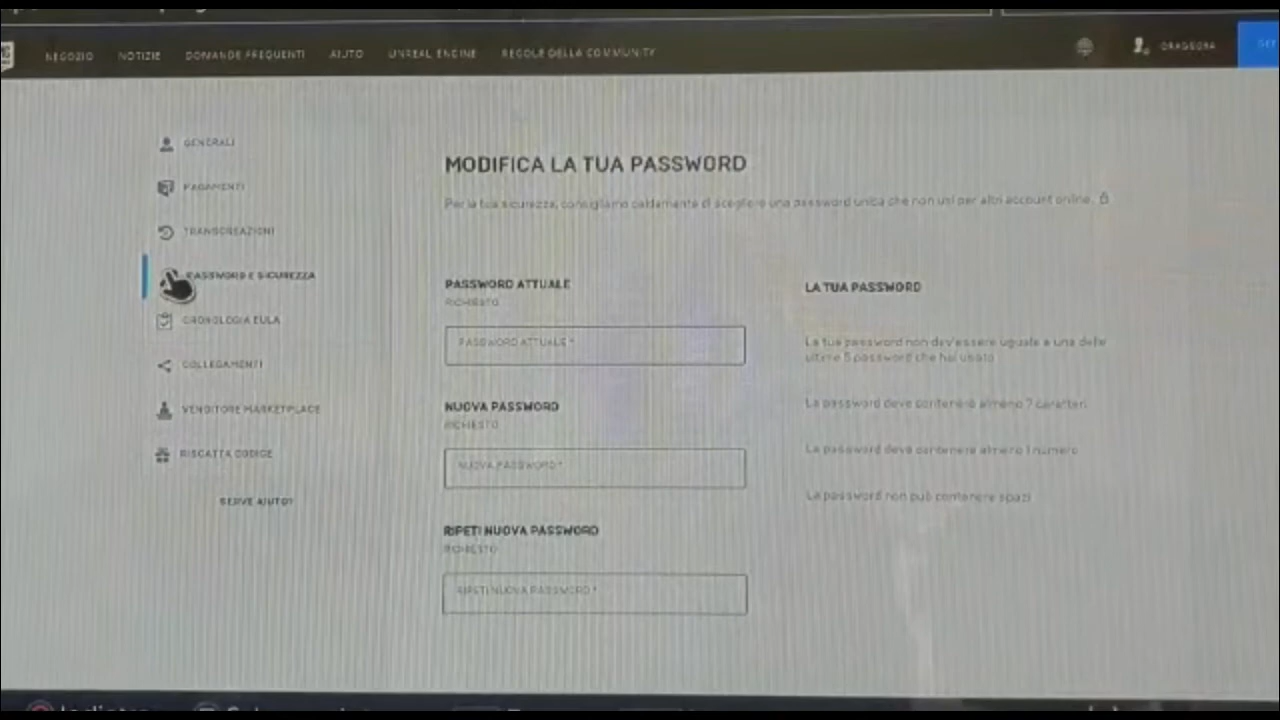 NEGOZIO NOTIZIE DOMANDE FREQUENTI AIUTO UNREAL ENGINE REGOLE DELLA COMMUNITY
GENERALI
PAGAMENTI
TRANSCREAZIONI
PASSWORD E SICUREZZA
CRONOLOGIA EULA
COLLEGAMENTI
VENDITORE MARKETPLACE
RISCATTA CODICE
SERVE AIUTO?
MODIFICA LA TUA PASSWORD
Per la tua sicurezza, consigliamo caldamente di scegliere una password unica che non usi per altri account online.
PASSWORD ATTUALE
RICHIESTO
PASSWORD ATTUALE *
NUOVA PASSWORD
RICHIESTO
NUOVA PASSWORD *
RIPETI NUOVA PASSWORD
RICHIESTO
RIPETI NUOVA PASSWORD *
LA TUA PASSWORD
La tua password non dev'essere uguale a una delle
ultime 5 password che hai usato
La password deve contenere almeno 7 caratteri
La password deve contenere almeno 1 numero
La password non può contenere spazi